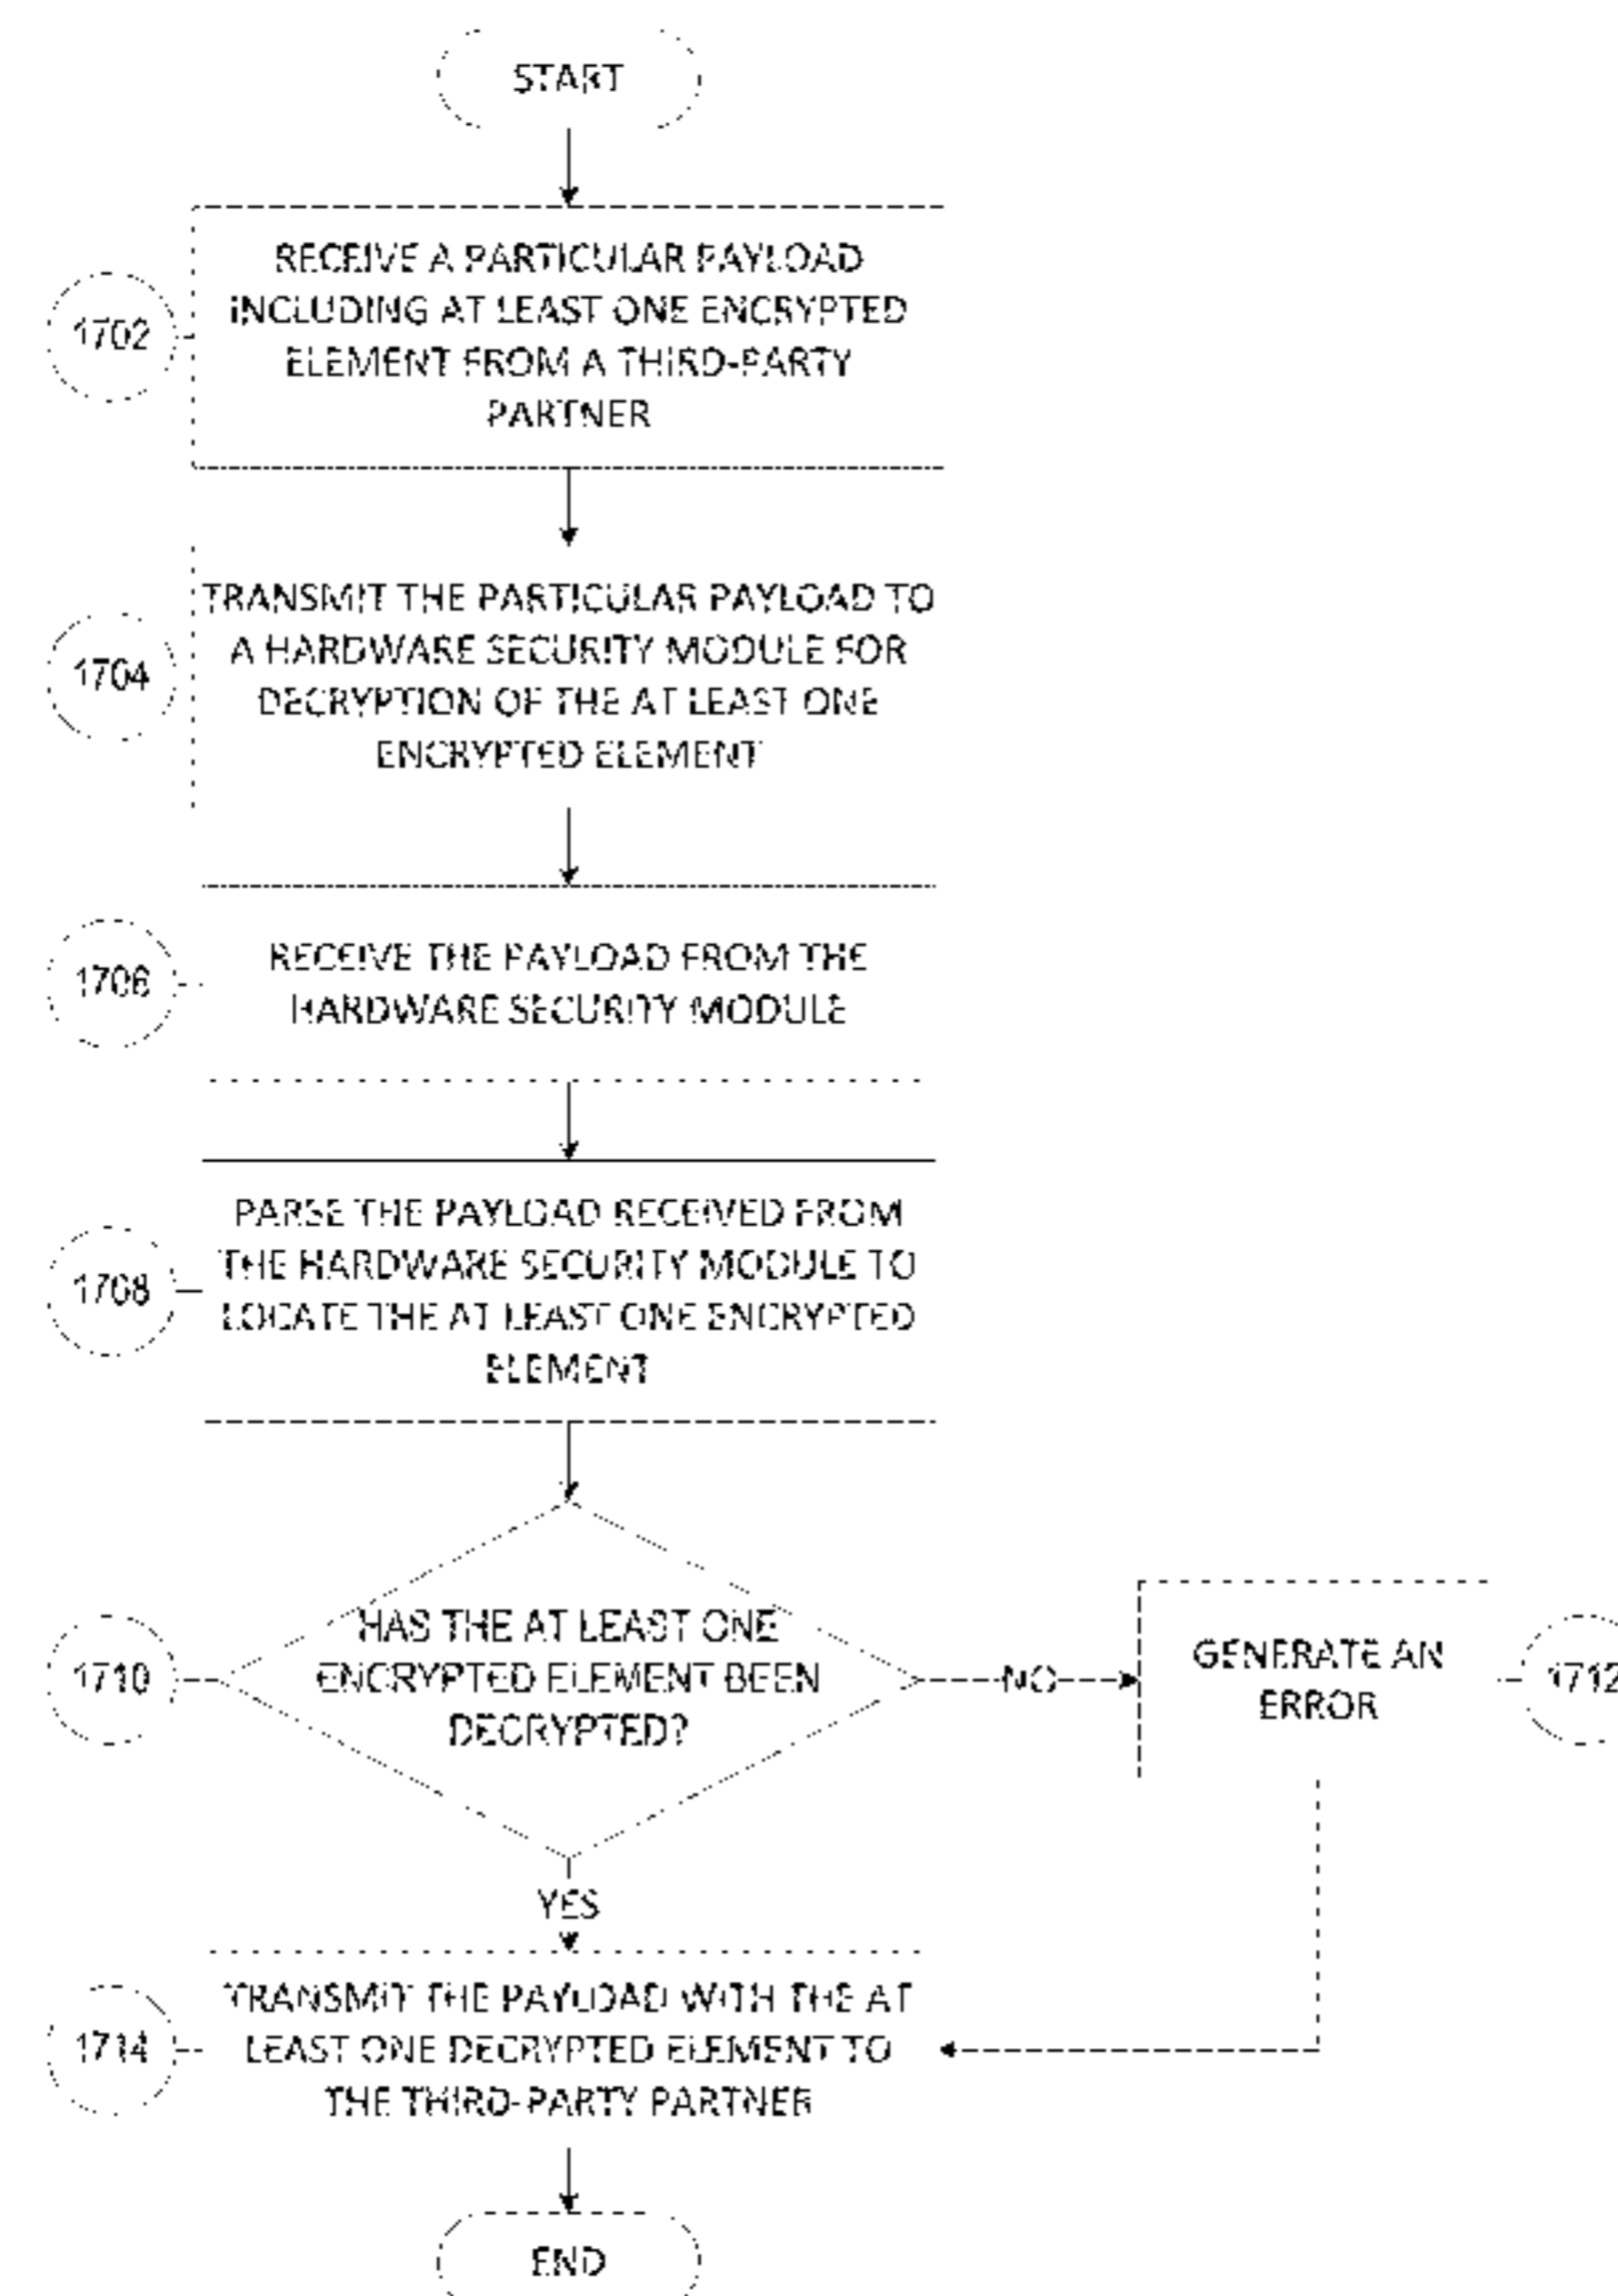 START
RECEIVE A PARTICULAR PAYLOAD
INCLUDING AT LEAST ONE ENCRYPTED
ELEMENT FROM A THIRD-PARTY
PARTNER
1702
TRANSMIT THE PARTICULAR PAYLOAD TO
A HARDWARE SECURITY MODULE FOR
DECRYPTION OF THE AT LEAST ONE
ENCRYPTED ELEMENT
1704
RECEIVE THE PAYLOAD FROM THE
HARDWARE SECURITY MODULE
1706
PARSE THE PAYLOAD RECEIVED FROM
THE HARDWARE SECURITY MODULE TO
LOCATE THE AT LEAST ONE ENCRYPTED
ELEMENT
1708
HAS THE AT LEAST ONE
ENCRYPTED ELEMENT BEEN
DECRYPTED?
1710
NO
GENERATE AN
ERROR
1712
YES
TRANSMIT THE PAYLOAD WITH THE AT
LEAST ONE DECRYPTED ELEMENT TO
THE THIRD-PARTY PARTNER
1714
END